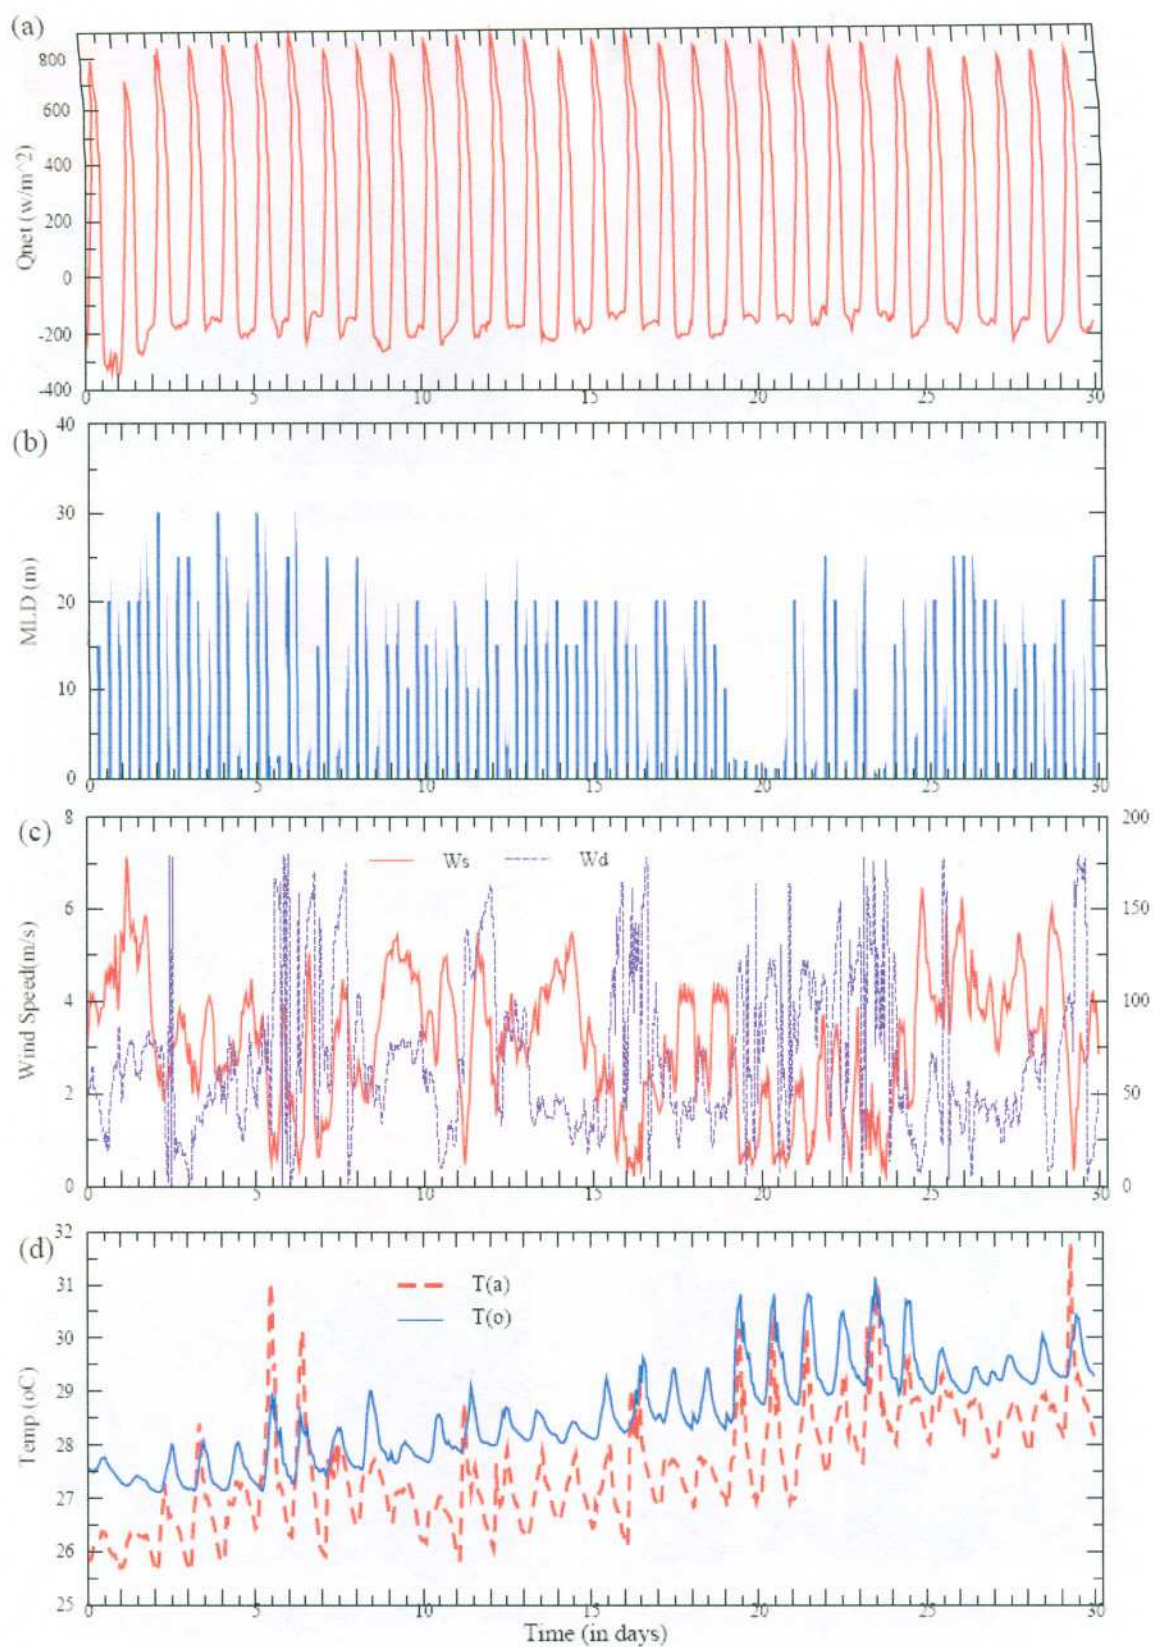 (a)
800
600
400
200
0
-200
-400
Qnet (w/m^2)
0 5 10 15 20 25 30
(b)
40
30
20
10
0
MLD (m)
0 5 10 15 20 25 30
(c)
8
6
4
2
0
Wind Speed(m/s)
Ws Wd
200
150
100
50
0
0 5 10 15 20 25 30
(d)
32
31
30
29
28
27
26
25
Temp (oC)
T(a)
T(o)
0 5 10 15 20 25 30
Time (in days)